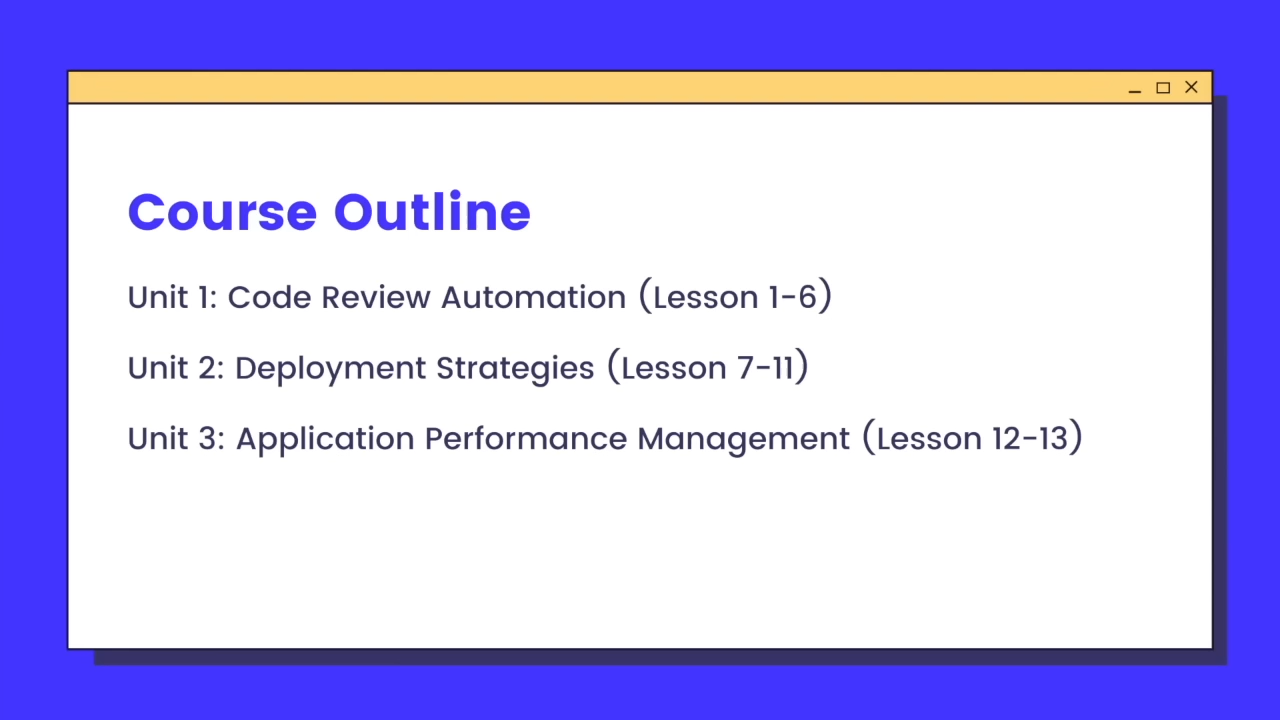 Course Outline
Unit 1: Code Review Automation (Lesson 1-6)
Unit 2: Deployment Strategies (Lesson 7-11)
Unit 3: Application Performance Management (Lesson 12-13)